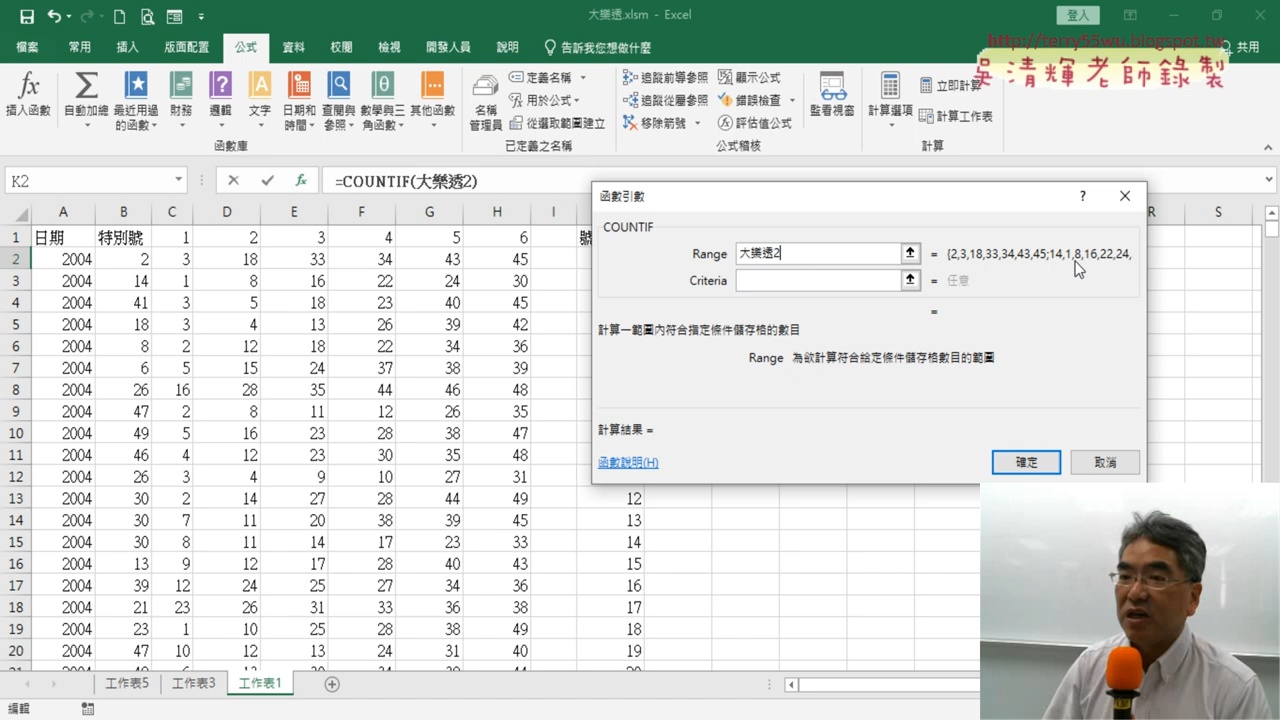 大樂透.xlsm - Excel
登入
檔案 常用 插入 版面配置 公式 資料 校閱 檢視 開發人員 說明 告訴我您想做什麼 共用
http://terry55wu.blogspot.tw
吳清輝老師錄製
插入函數 自動加總 最近用過的函數 財務 邏輯 文字 日期和時間 查閱與參照 數學與三角函數 其他函數
函數庫
名稱管理員 定義名稱 用於公式 從選取範圍建立
已定義之名稱
追蹤前導參照 追蹤從屬參照 移除箭號 顯示公式 錯誤檢查 評估值公式
公式稽核
監看視窗
計算選項 立即計算 計算工作表
計算
K2 =COUNTIF(大樂透2)
A B C D E F G H I R S
1 日期 特別號 1 2 3 4 5 6
2 2004 2 3 18 33 34 43 45
3 2004 14 1 8 16 22 24 30
4 2004 41 3 5 18 23 40 45
5 2004 18 3 4 13 26 39 42
6 2004 8 2 12 18 22 34 36
7 2004 6 5 15 24 37 38 39
8 2004 26 16 28 35 44 46 48
9 2004 47 2 8 11 12 26 35
10 2004 49 5 16 23 28 38 47
11 2004 46 4 12 23 30 35 48
12 2004 26 3 4 9 10 27 31
13 2004 30 2 14 27 28 44 49 12
14 2004 30 7 11 20 38 39 45 13
15 2004 30 8 11 14 17 23 33 14
16 2004 13 9 12 17 28 40 43 15
17 2004 39 12 24 25 27 34 36 16
18 2004 21 23 26 31 33 36 38 17
19 2004 23 1 10 25 28 38 49 18
20 2004 47 10 12 13 24 31 40 19
函數引數
? 
COUNTIF
Range 大樂透2 = {2,3,18,33,34,43,45;14,1,8,16,22,24,
Criteria = 任意
=
計算一範圍內符合指定條件儲存格的數目
Range 為欲計算符合給定條件儲存格數目的範圍
計算結果 =
函數說明(H)
確定 取消
工作表5 工作表3 工作表1
編輯